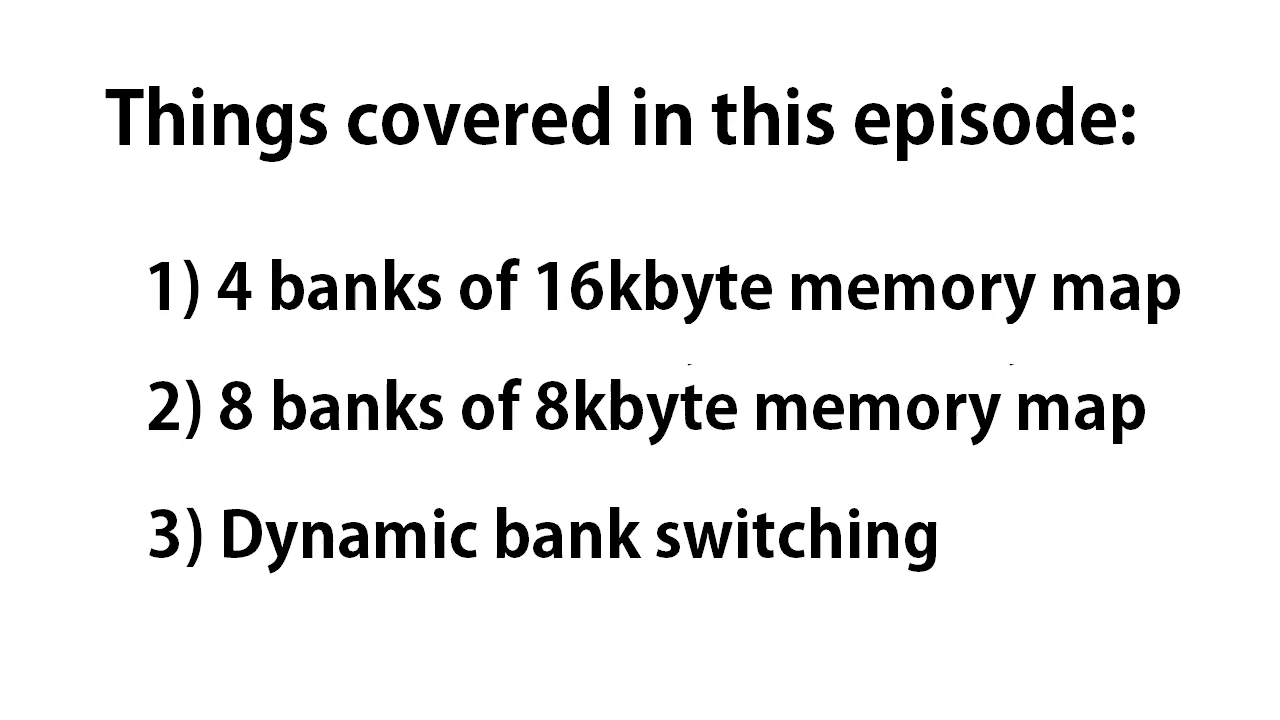 Things covered in this episode:
1) 4 banks of 16kbyte memory map
2) 8 banks of 8kbyte memory map
3) Dynamic bank switching